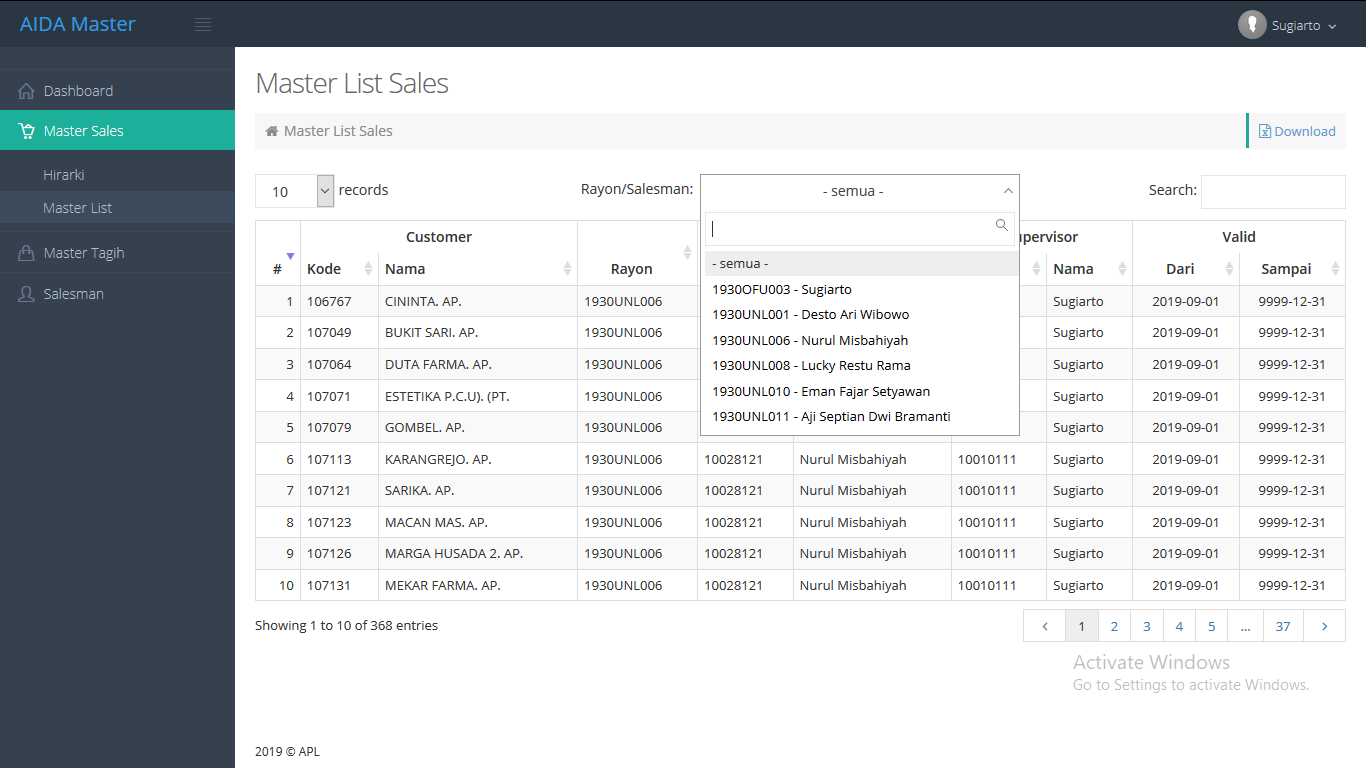 AIDA Master
Sugiarto
Dashboard
Master Sales
Hirarki
Master List
Master Tagih
Salesman
Master List Sales
Master List Sales
Download
10 records
Rayon/Salesman: - semua -
Search:
- semua -
1930OFU003 - Sugiarto
1930UNL001 - Desto Ari Wibowo
1930UNL006 - Nurul Misbahiyah
1930UNL008 - Lucky Restu Rama
1930UNL010 - Eman Fajar Setyawan
1930UNL011 - Aji Septian Dwi Bramanti
Customer Valid
# Kode Nama Rayon Nama Dari Sampai
1 106767 CININTA. AP. 1930UNL006 Sugiarto 2019-09-01 9999-12-31
2 107049 BUKIT SARI. AP. 1930UNL006 Sugiarto 2019-09-01 9999-12-31
3 107064 DUTA FARMA. AP. 1930UNL006 Sugiarto 2019-09-01 9999-12-31
4 107071 ESTETIKA P.C.U). (PT. 1930UNL006 Sugiarto 2019-09-01 9999-12-31
5 107079 GOMBEL. AP. 1930UNL006 Sugiarto 2019-09-01 9999-12-31
6 107113 KARANGREJO. AP. 1930UNL006 10028121 Nurul Misbahiyah 10010111 Sugiarto 2019-09-01 9999-12-31
7 107121 SARIKA. AP. 1930UNL006 10028121 Nurul Misbahiyah 10010111 Sugiarto 2019-09-01 9999-12-31
8 107123 MACAN MAS. AP. 1930UNL006 10028121 Nurul Misbahiyah 10010111 Sugiarto 2019-09-01 9999-12-31
9 107126 MARGA HUSADA 2. AP. 1930UNL006 10028121 Nurul Misbahiyah 10010111 Sugiarto 2019-09-01 9999-12-31
10 107131 MEKAR FARMA. AP. 1930UNL006 10028121 Nurul Misbahiyah 10010111 Sugiarto 2019-09-01 9999-12-31
Showing 1 to 10 of 368 entries
< 1 2 3 4 5 ... 37 >
Activate Windows
Go to Settings to activate Windows.
2019 © APL